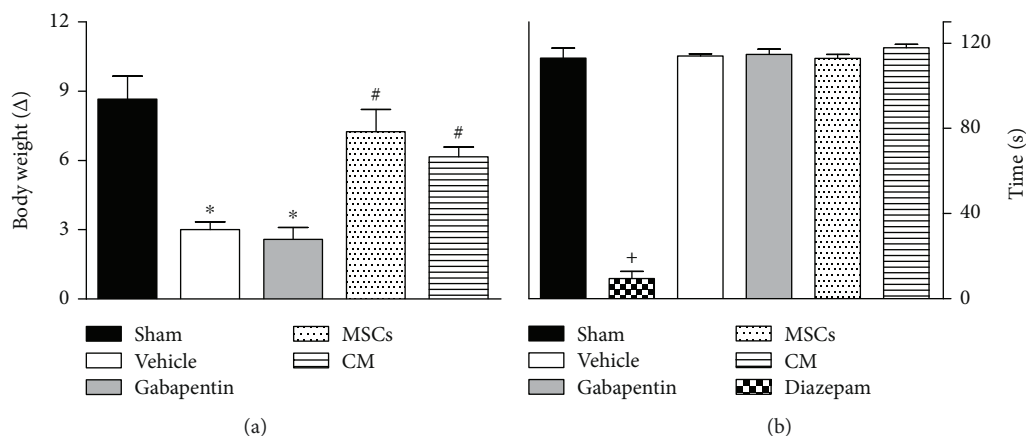 12
9
6
3
0
Body weight (Δ)
*
*
#
#
Sham
Vehicle
Gabapentin
MSCs
CM
(a)
+
120
80
40
0
Time (s)
Sham
Vehicle
Gabapentin
MSCs
CM
Diazepam
(b)